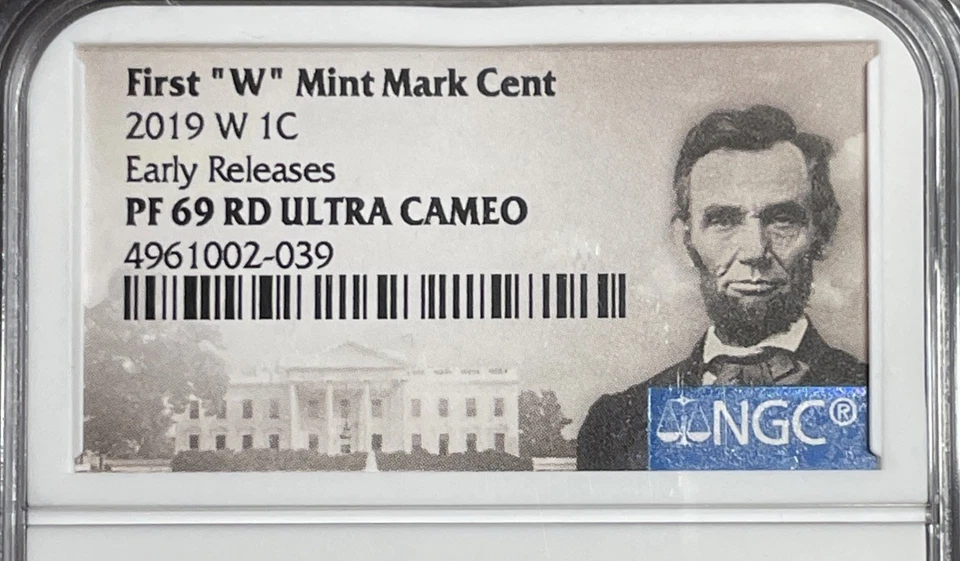 First "W" Mint Mark Cent
2019 W 1C
Early Releases
PF 69 RD ULTRA CAMEO
4961002-039
NGC®